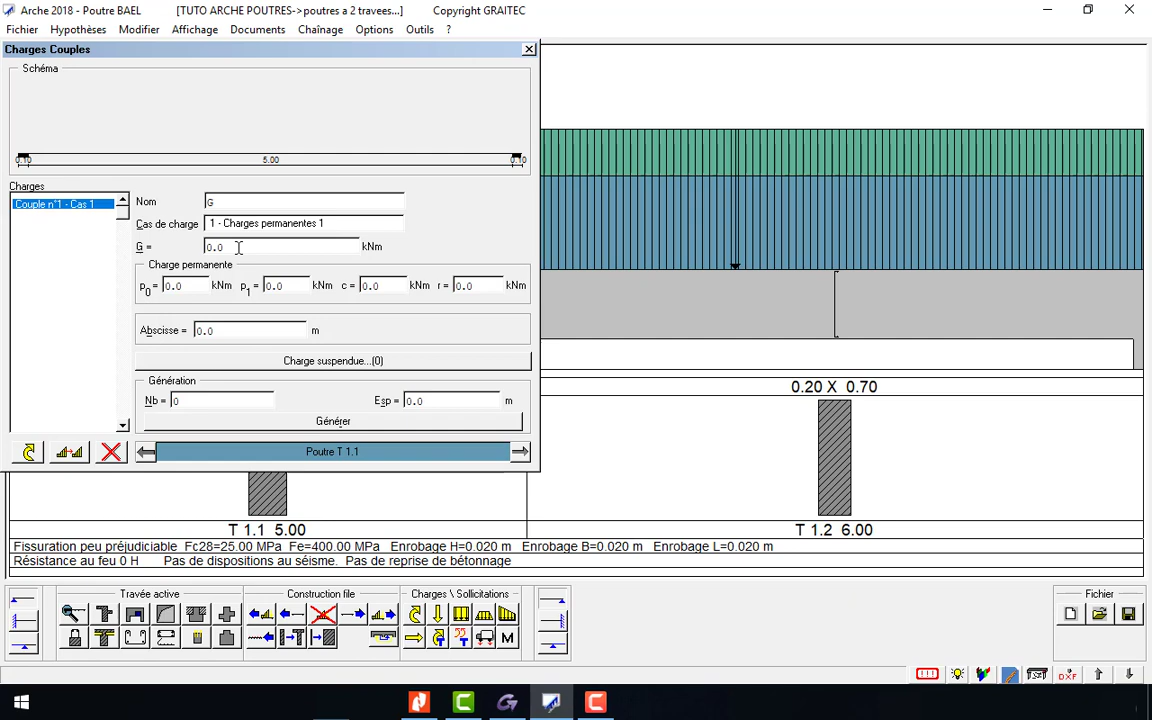 Arche 2018 - Poutre BAEL [TUTO ARCHE POUTRES->poutres a 2 travees...] Copyright GRAITEC
Fichier Hypothèses Modifier Affichage Documents Chaînage Options Outils ?
Charges Couples
Schéma
0.10 5.00 0.10
Charges
Couple n°1 - Cas 1
Nom G
Cas de charge 1 - Charges permanentes 1
G = 0.0 kNm
Charge permanente
p0 = 0.0 kNm p1 = 0.0 kNm c = 0.0 kNm r = 0.0 kNm
Abscisse = 0.0 m
Charge suspendue...(0)
Génération
Nb = 0 Esp = 0.0 m
Générer
Poutre T 1.1
0.20 X 0.70
T 1.1 5.00 T 1.2 6.00
Fissuration peu préjudiciable Fc28=25.00 MPa Fe=400.00 MPa Enrobage H=0.020 m Enrobage B=0.020 m Enrobage L=0.020 m
Résistance au feu 0 H Pas de dispositions au séisme. Pas de reprise de bétonnage
Travée active Construction file Charges \ Sollicitations Fichier
M
DXF